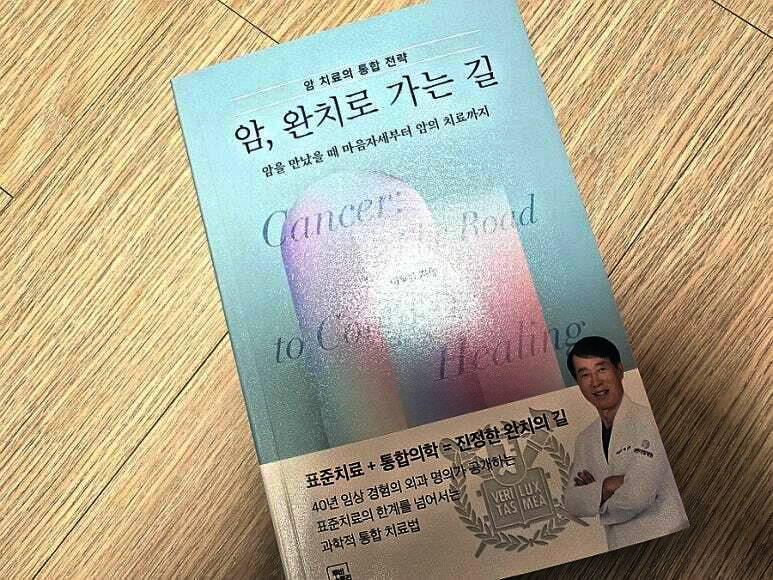 암 치료의 통합 전략
암, 완치로 가는 길
암을 만났을 때 마음자세부터 암의 치료까지
Cancer:
the Road
to Co
Healing
표준치료 + 통합의학 = 진정한 완치의 길
40년 임상 경험의 외과 명의가 공개하는
표준치료의 한계를 넘어서는
과학적 통합 치료법
VERI LUX
TAS MEA